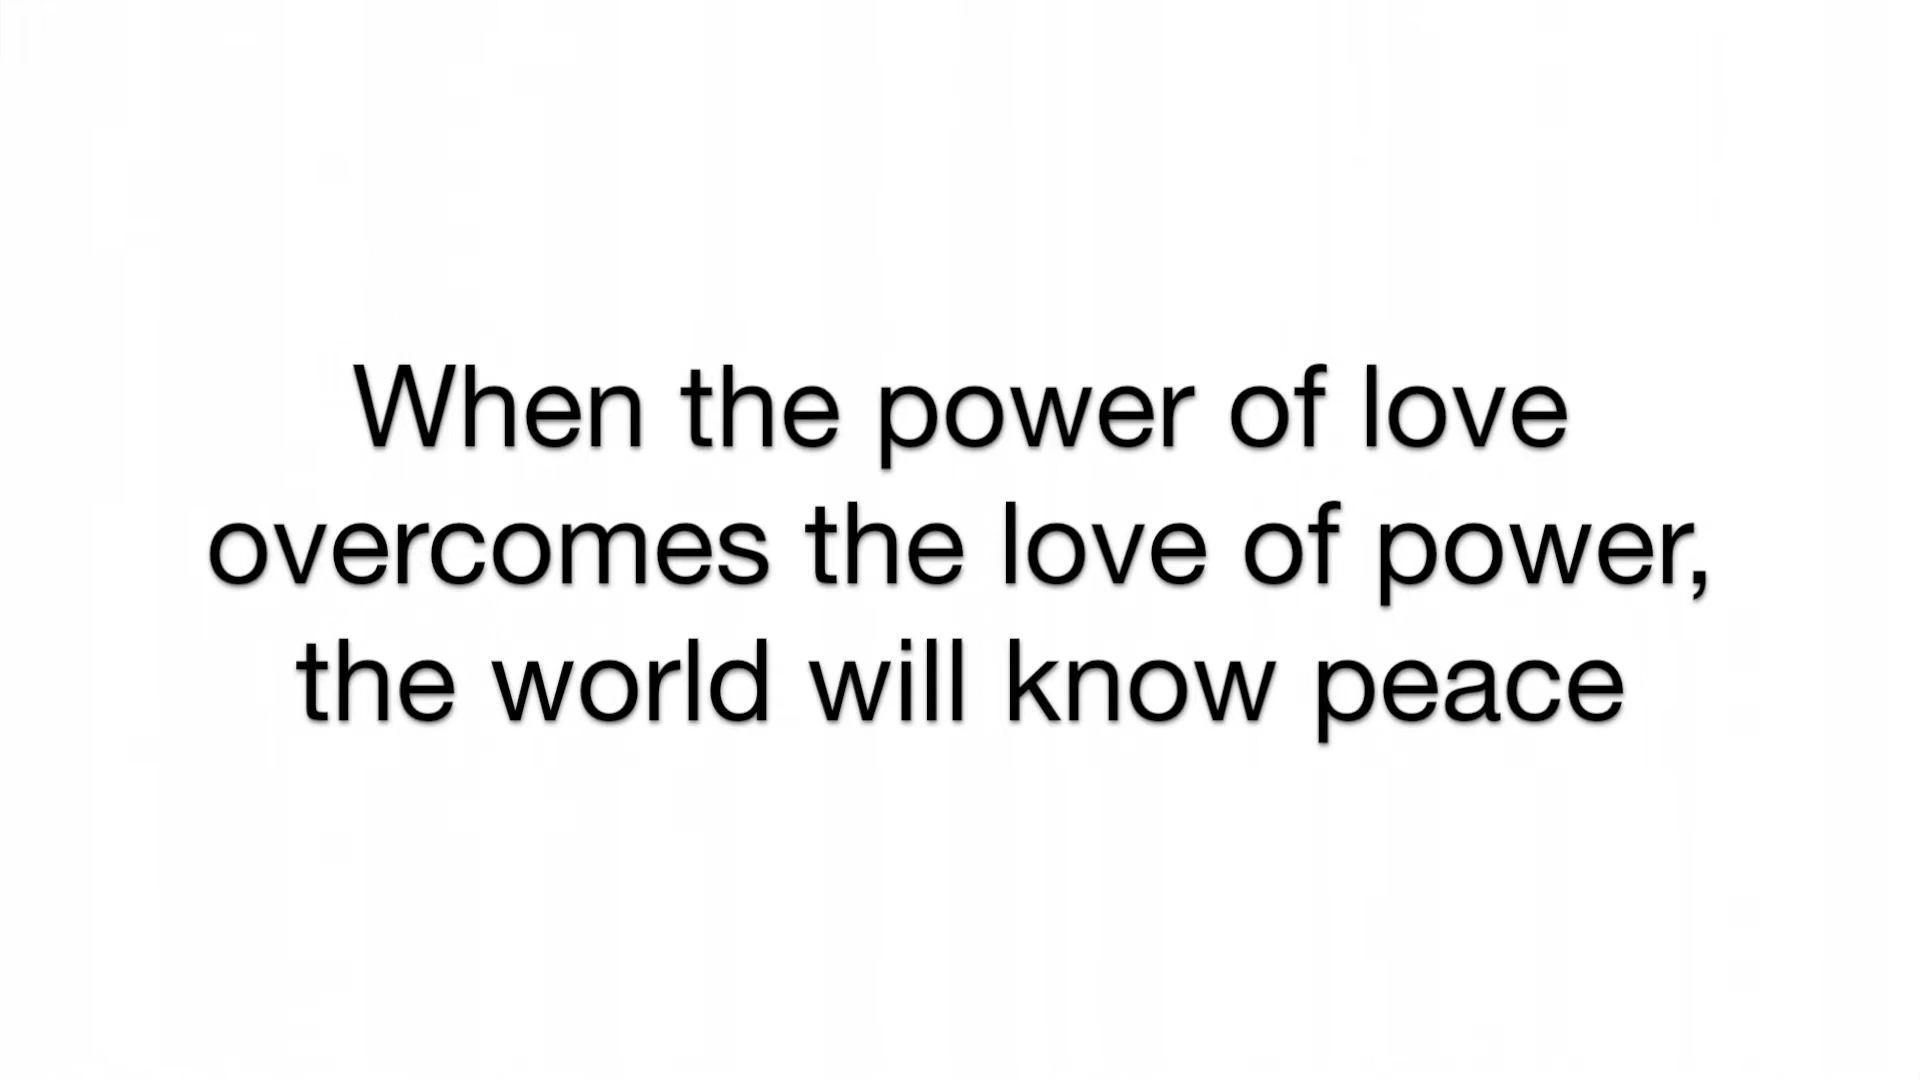 When the power of love
overcomes the love of power,
the world will know peace